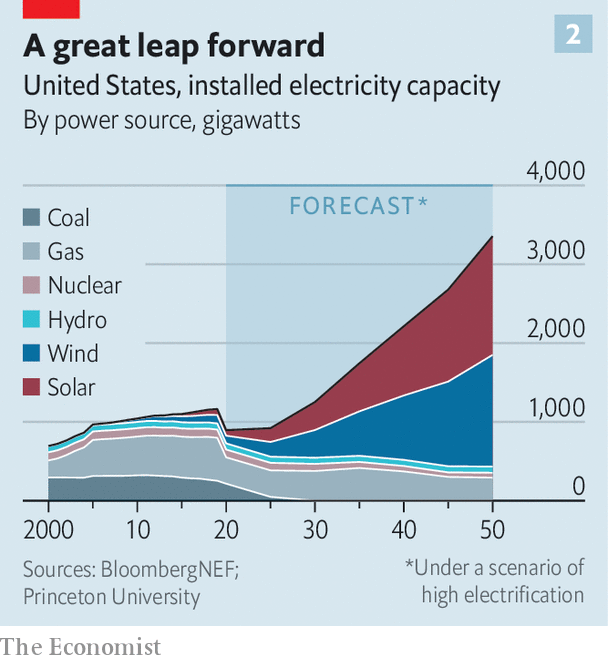 2
A great leap forward
United States, installed electricity capacity
By power source, gigawatts
4,000
FORECAST*
Coal
Gas
3,000
Nuclear
Hydro
2,000
Wind
Solar
1,000
0
2000 10 20 30 40 50
Sources: BloombergNEF;
Princeton University
*Under a scenario of
high electrification
The Economist